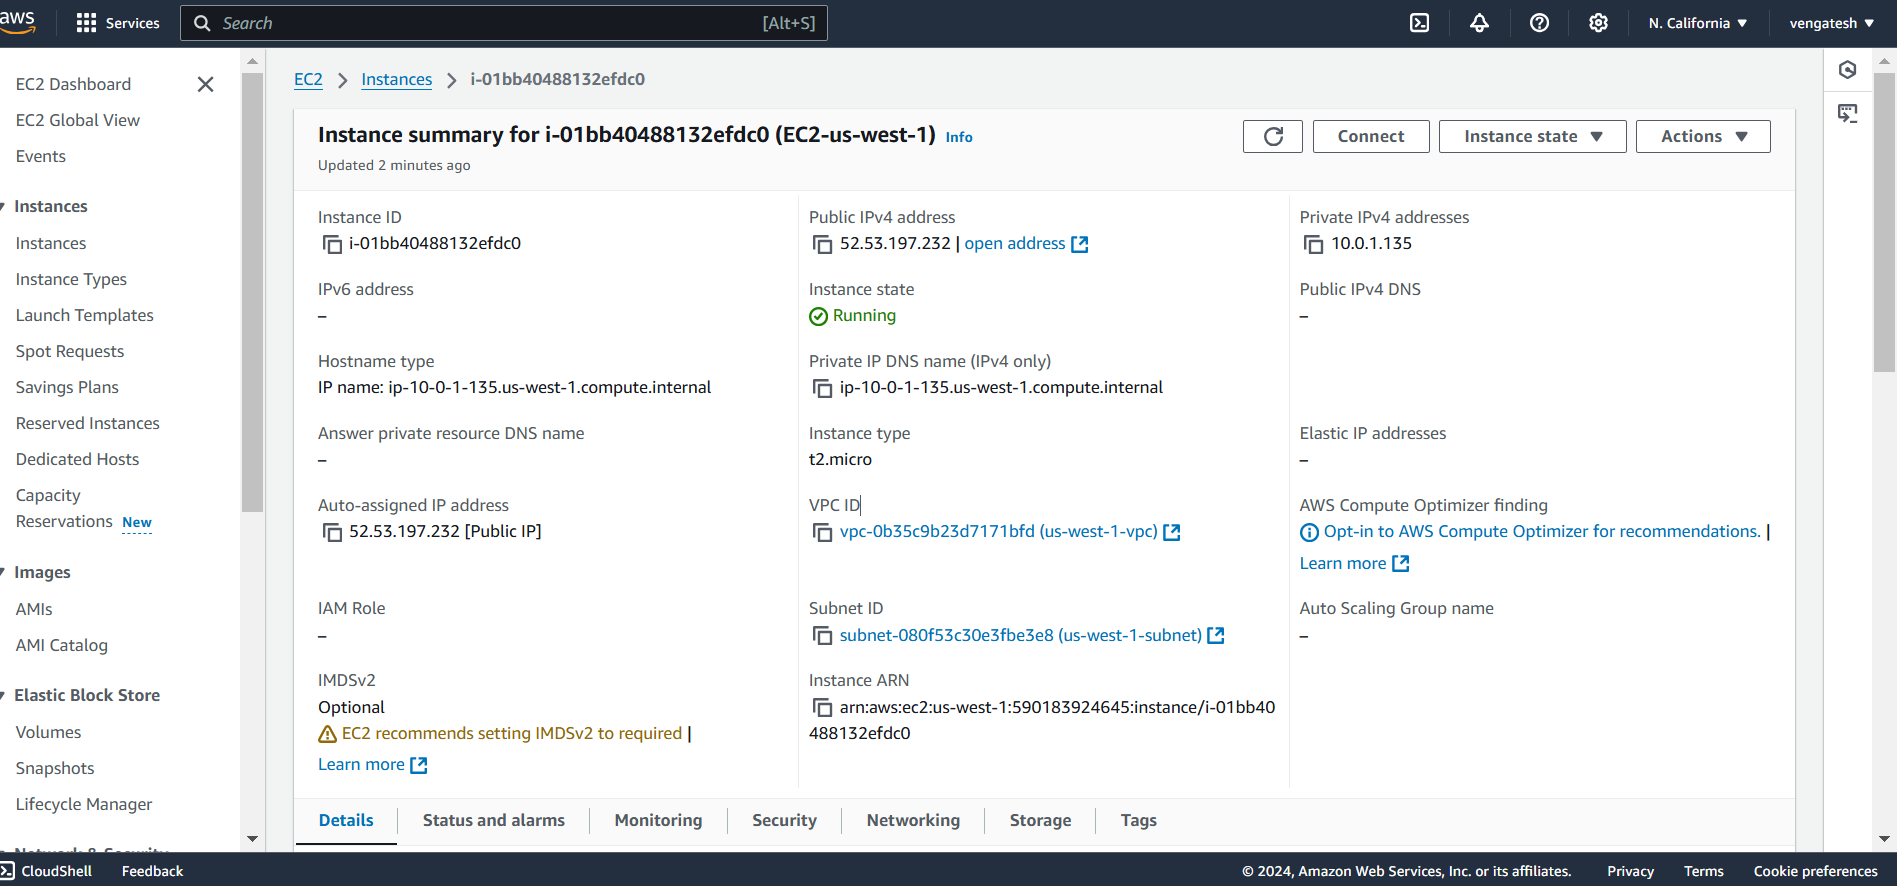 aws
Services
Search [Alt+S]
N. California
vengatesh
EC2 Dashboard
EC2 Global View
Events
Instances
Instances
Instance Types
Launch Templates
Spot Requests
Savings Plans
Reserved Instances
Dedicated Hosts
Capacity
Reservations New
Images
AMIs
AMI Catalog
Elastic Block Store
Volumes
Snapshots
Lifecycle Manager
Network & Security
EC2 > Instances > i-01bb40488132efdc0
Instance summary for i-01bb40488132efdc0 (EC2-us-west-1) Info
Updated 2 minutes ago
Connect
Instance state
Actions
Instance ID
i-01bb40488132efdc0
Public IPv4 address
52.53.197.232 | open address
Private IPv4 addresses
10.0.1.135
IPv6 address
–
Instance state
Running
Public IPv4 DNS
–
Hostname type
IP name: ip-10-0-1-135.us-west-1.compute.internal
Private IP DNS name (IPv4 only)
ip-10-0-1-135.us-west-1.compute.internal
Answer private resource DNS name
–
Instance type
t2.micro
Elastic IP addresses
–
Auto-assigned IP address
52.53.197.232 [Public IP]
VPC ID
vpc-0b35c9b23d7171bfd (us-west-1-vpc)
AWS Compute Optimizer finding
Opt-in to AWS Compute Optimizer for recommendations. |
Learn more
IAM Role
–
Subnet ID
subnet-080f53c30e3fbe3e8 (us-west-1-subnet)
Auto Scaling Group name
–
IMDSv2
Optional
EC2 recommends setting IMDSv2 to required |
Learn more
Instance ARN
arn:aws:ec2:us-west-1:590183924645:instance/i-01bb40
488132efdc0
Details
Status and alarms
Monitoring
Security
Networking
Storage
Tags
CloudShell
Feedback
© 2024, Amazon Web Services, Inc. or its affiliates.
Privacy
Terms
Cookie preferences